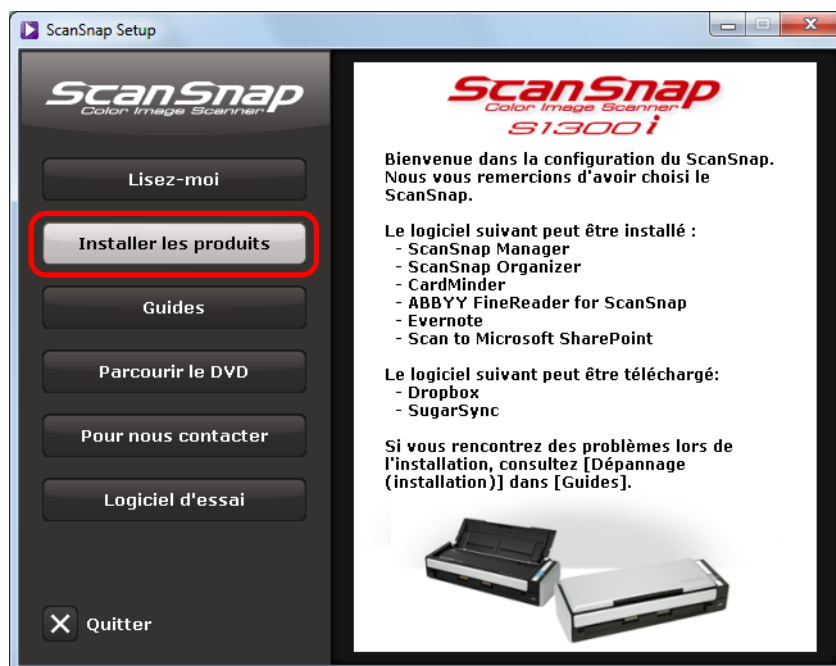 ScanSnap Setup
ScanSnap
Color Image Scanner
Lisez-moi
Installer les produits
Guides
Parcourir le DVD
Pour nous contacter
Logiciel d'essai
Quitter
ScanSnap
Color Image Scanner
S1300i
Bienvenue dans la configuration du ScanSnap.
Nous vous remercions d'avoir choisi le
ScanSnap.
Le logiciel suivant peut être installé :
- ScanSnap Manager
- ScanSnap Organizer
- CardMinder
- ABBYY FineReader for ScanSnap
- Evernote
- Scan to Microsoft SharePoint
Le logiciel suivant peut être téléchargé:
- Dropbox
- SugarSync
Si vous rencontrez des problèmes lors de
l'installation, consultez [Dépannage
(installation)] dans [Guides].